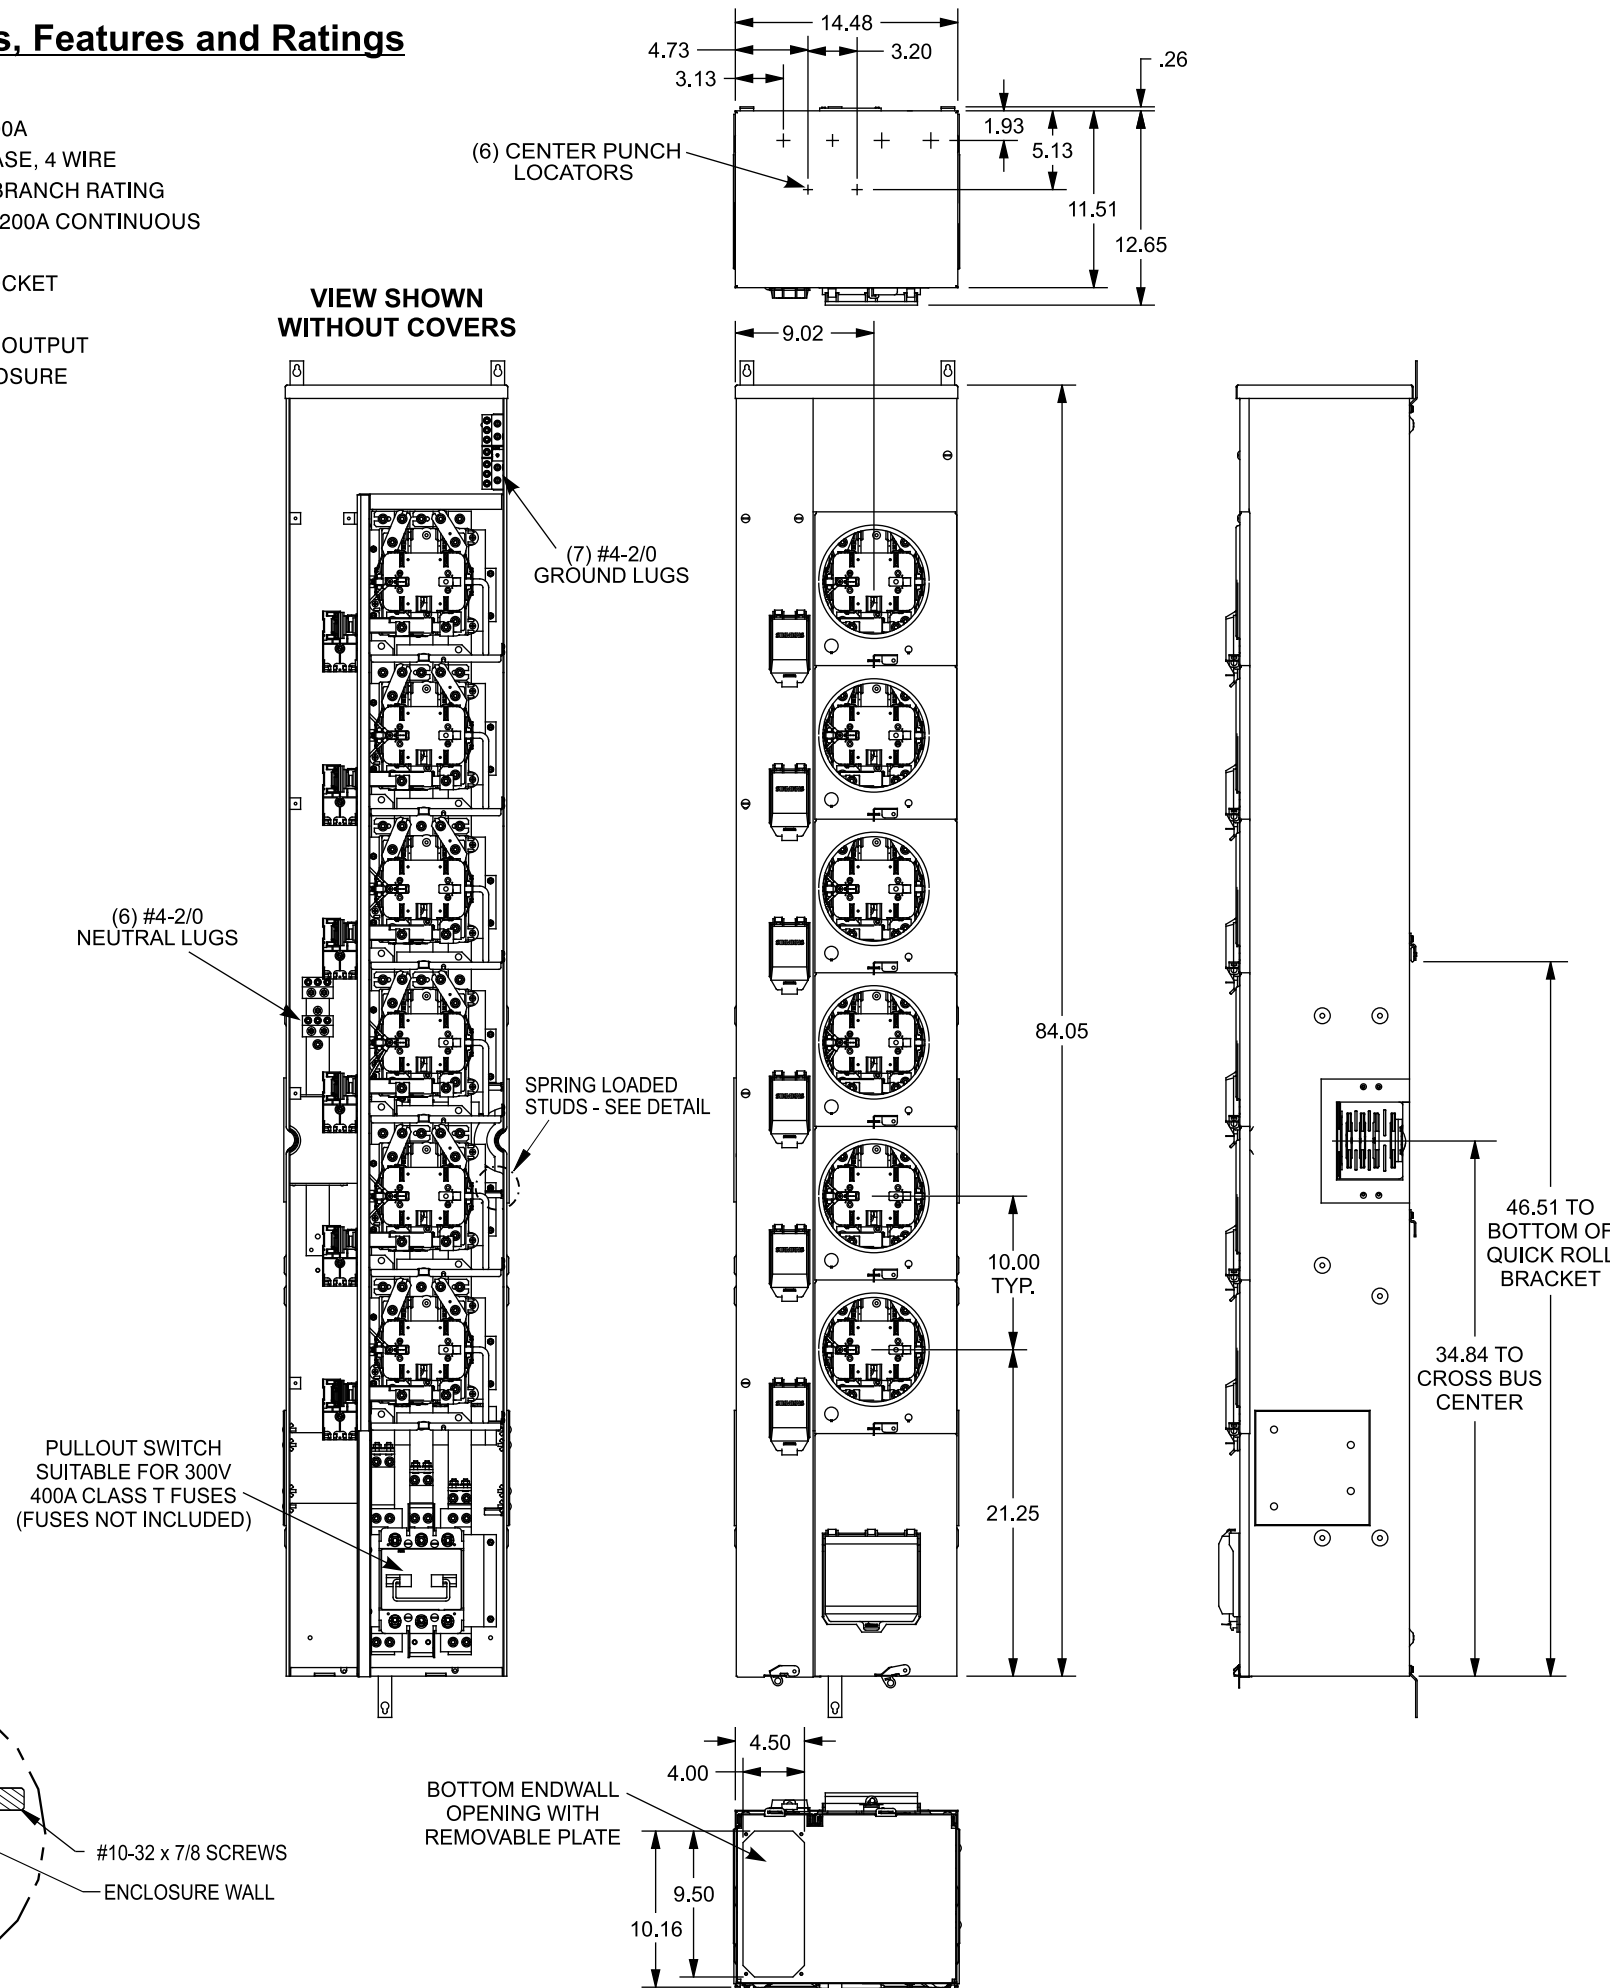 s, Features and Ratings
0A
ASE, 4 WIRE
BRANCH RATING
200A CONTINUOUS
CKET
OUTPUT
OSURE
14.48
4.73
3.20
3.13
.26
1.93
5.13
11.51
12.65
(6) CENTER PUNCH
LOCATORS
VIEW SHOWN
WITHOUT COVERS
9.02
(7) #4-2/0
GROUND LUGS
(6) #4-2/0
NEUTRAL LUGS
84.05
SPRING LOADED
STUDS - SEE DETAIL
10.00
TYP.
46.51 TO
BOTTOM OF
QUICK ROLL
BRACKET
34.84 TO
CROSS BUS
CENTER
PULLOUT SWITCH
SUITABLE FOR 300V
400A CLASS T FUSES
(FUSES NOT INCLUDED)
21.25
4.50
4.00
BOTTOM ENDWALL
OPENING WITH
REMOVABLE PLATE
#10-32 x 7/8 SCREWS
ENCLOSURE WALL
9.50
10.16